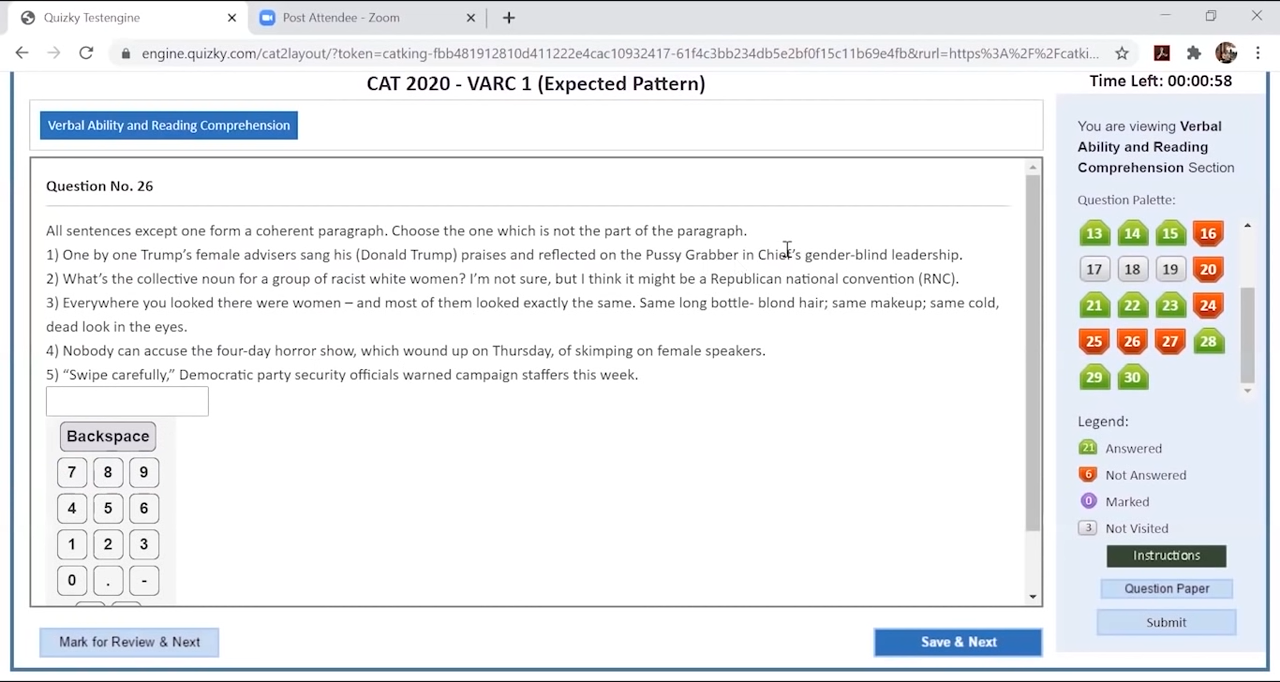 Quizky Testengine
Post Attendee - Zoom
engine.quizky.com/cat2layout/?token=catking-fbb481912810d411222e4cac10932417-61f4c3bb234db5e2bf0f15c11b69e4fb&rurl=https%3A%2F%2Fcatki...
CAT 2020 - VARC 1 (Expected Pattern)
Time Left: 00:00:58
Verbal Ability and Reading Comprehension
Question No. 26
All sentences except one form a coherent paragraph. Choose the one which is not the part of the paragraph.
1) One by one Trump's female advisers sang his (Donald Trump) praises and reflected on the Pussy Grabber in Chief's gender-blind leadership.
2) What's the collective noun for a group of racist white women? I'm not sure, but I think it might be a Republican national convention (RNC).
3) Everywhere you looked there were women – and most of them looked exactly the same. Same long bottle- blond hair; same makeup; same cold,
dead look in the eyes.
4) Nobody can accuse the four-day horror show, which wound up on Thursday, of skimping on female speakers.
5) “Swipe carefully,” Democratic party security officials warned campaign staffers this week.
Backspace
7 8 9
4 5 6
1 2 3
0 . -
Mark for Review & Next
Save & Next
You are viewing Verbal
Ability and Reading
Comprehension Section
Question Palette:
13 14 15 16
17 18 19 20
21 22 23 24
25 26 27 28
29 30
Legend:
21 Answered
6 Not Answered
0 Marked
3 Not Visited
Instructions
Question Paper
Submit